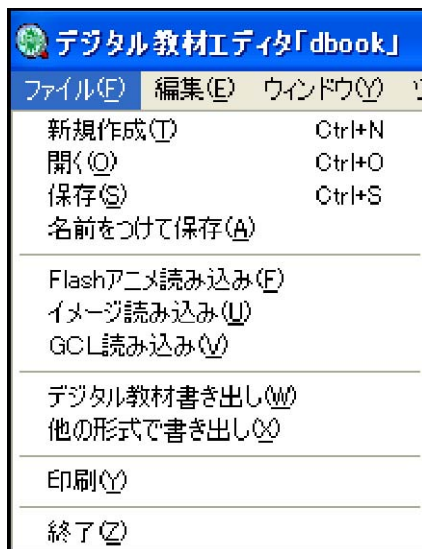 デジタル教材エディタ「dbook」
ファイル(F) 編集(E) ウィンドウ(Y)
新規作成(T) Ctrl+N
開く(O) Ctrl+O
保存(S) Ctrl+S
名前をつけて保存(A)
Flashアニメ読み込み(F)
イメージ読み込み(U)
GCL読み込み(V)
デジタル教材書き出し(W)
他の形式で書き出し(X)
印刷(Y)
終了(Z)